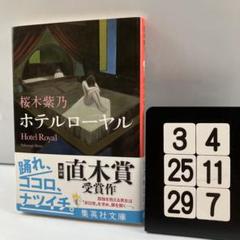 桜木紫乃
ホテルローヤル
Hotel Royal
踊れ、
ココロ、
ナツイチ。
直木賞
受賞作
集英社文庫
3 4
25 11
29 7